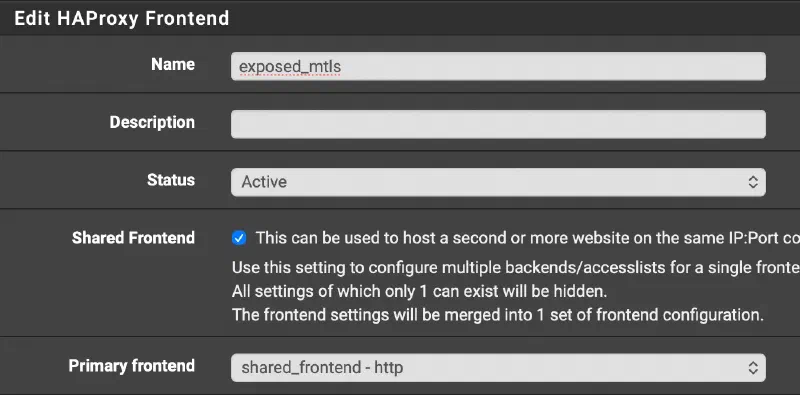 Edit HAProxy Frontend
Name
exposed_mtls
Description
Status
Active
Shared Frontend
This can be used to host a second or more website on the same IP:Port co
Use this setting to configure multiple backends/accesslists for a single fronte
All settings of which only 1 can exist will be hidden.
The frontend settings will be merged into 1 set of frontend configuration.
Primary frontend
shared_frontend - http